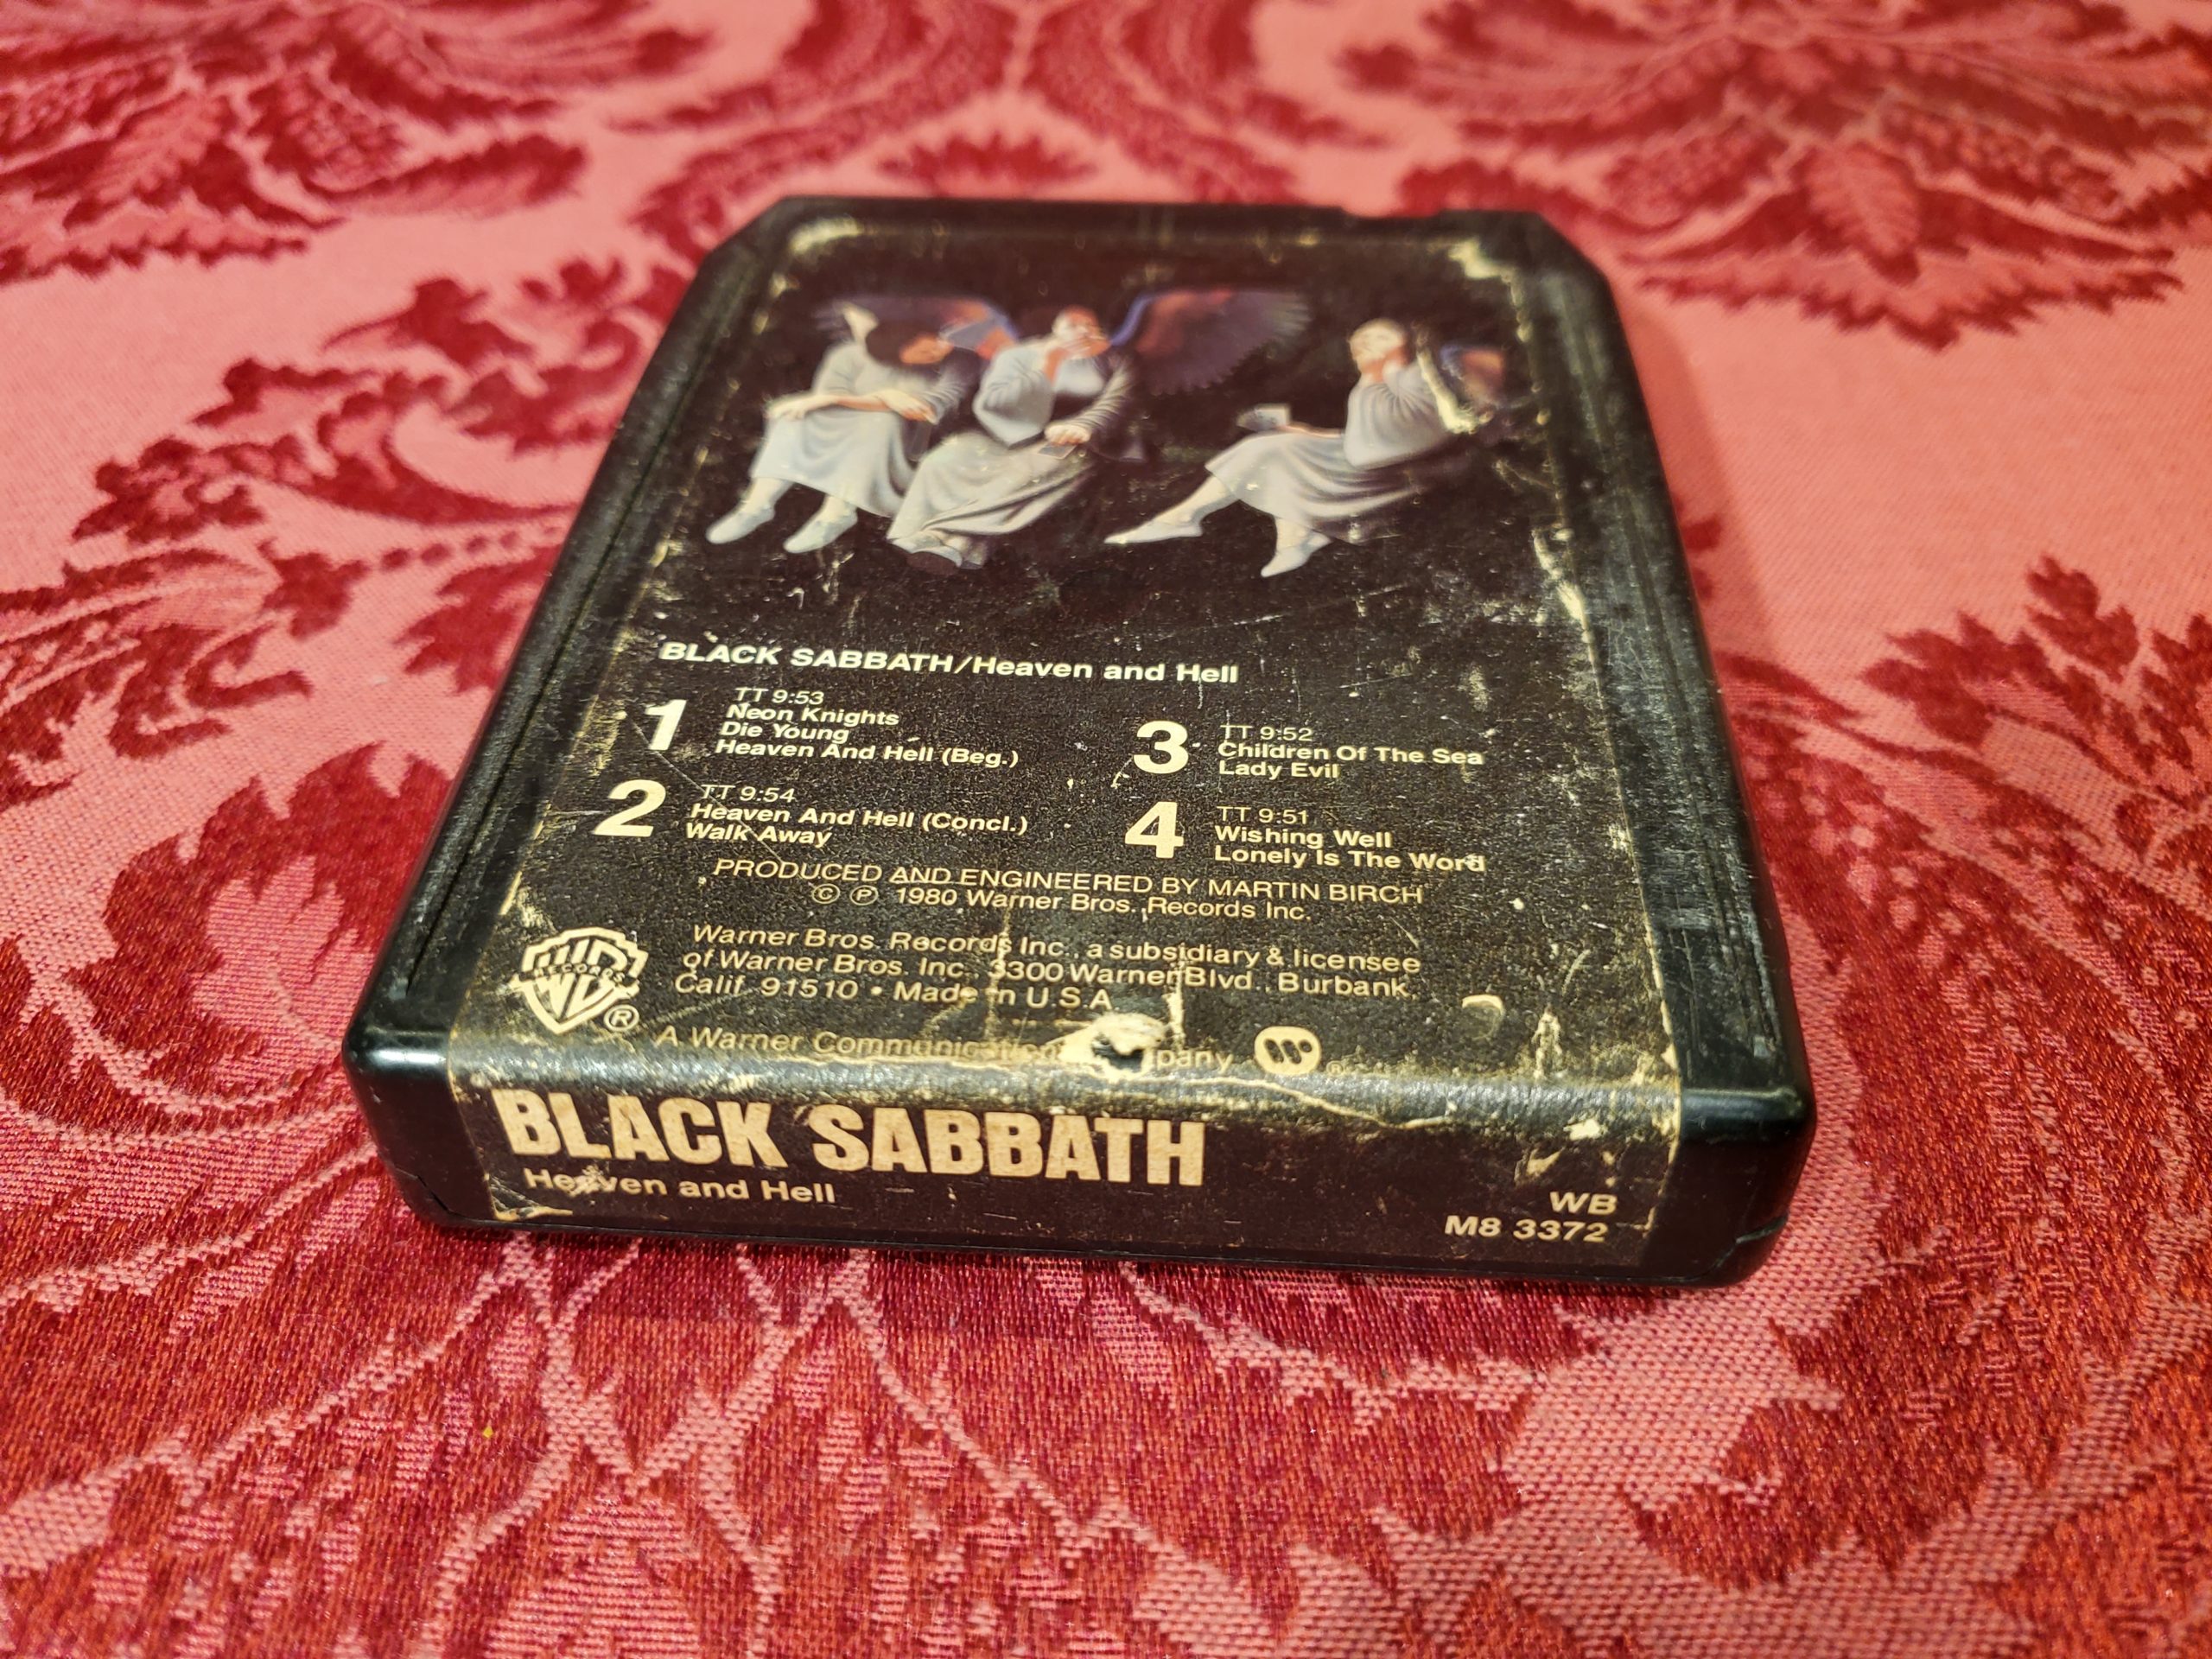 BLACK SABBATH/Heaven and Hell
1
TT 9:53
Neon Knights
Die Young
Heaven And Hell (Beg.)
2
TT 9:54
Heaven And Hell (Concl.)
Walk Away
3
TT 9:52
Children Of The Sea
Lady Evil
4
TT 9:51
Wishing Well
Lonely Is The Word
PRODUCED AND ENGINEERED BY MARTIN BIRCH
© ℗ 1980 Warner Bros. Records Inc.
WB
RECORDS
®
Warner Bros. Records Inc., a subsidiary & licensee
of Warner Bros. Inc., 3300 Warner Blvd., Burbank,
Calif. 91510 • Made in U.S.A.
A Warner Communications
BLACK SABBATH
Heaven and Hell
WB
M8 3372